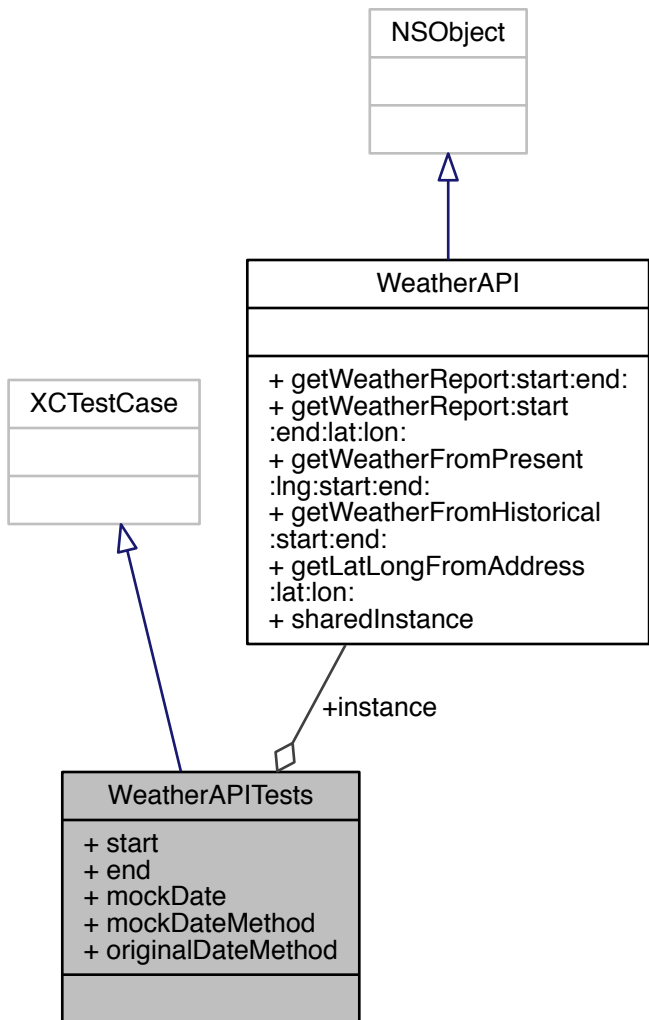 NSObject
WeatherAPI
+ getWeatherReport:start:end:
+ getWeatherReport:start
:end:lat:lon:
+ getWeatherFromPresent
:lng:start:end:
+ getWeatherFromHistorical
:start:end:
+ getLatLongFromAddress
:lat:lon:
+ sharedInstance
XCTestCase
+instance
WeatherAPITests
+ start
+ end
+ mockDate
+ mockDateMethod
+ originalDateMethod